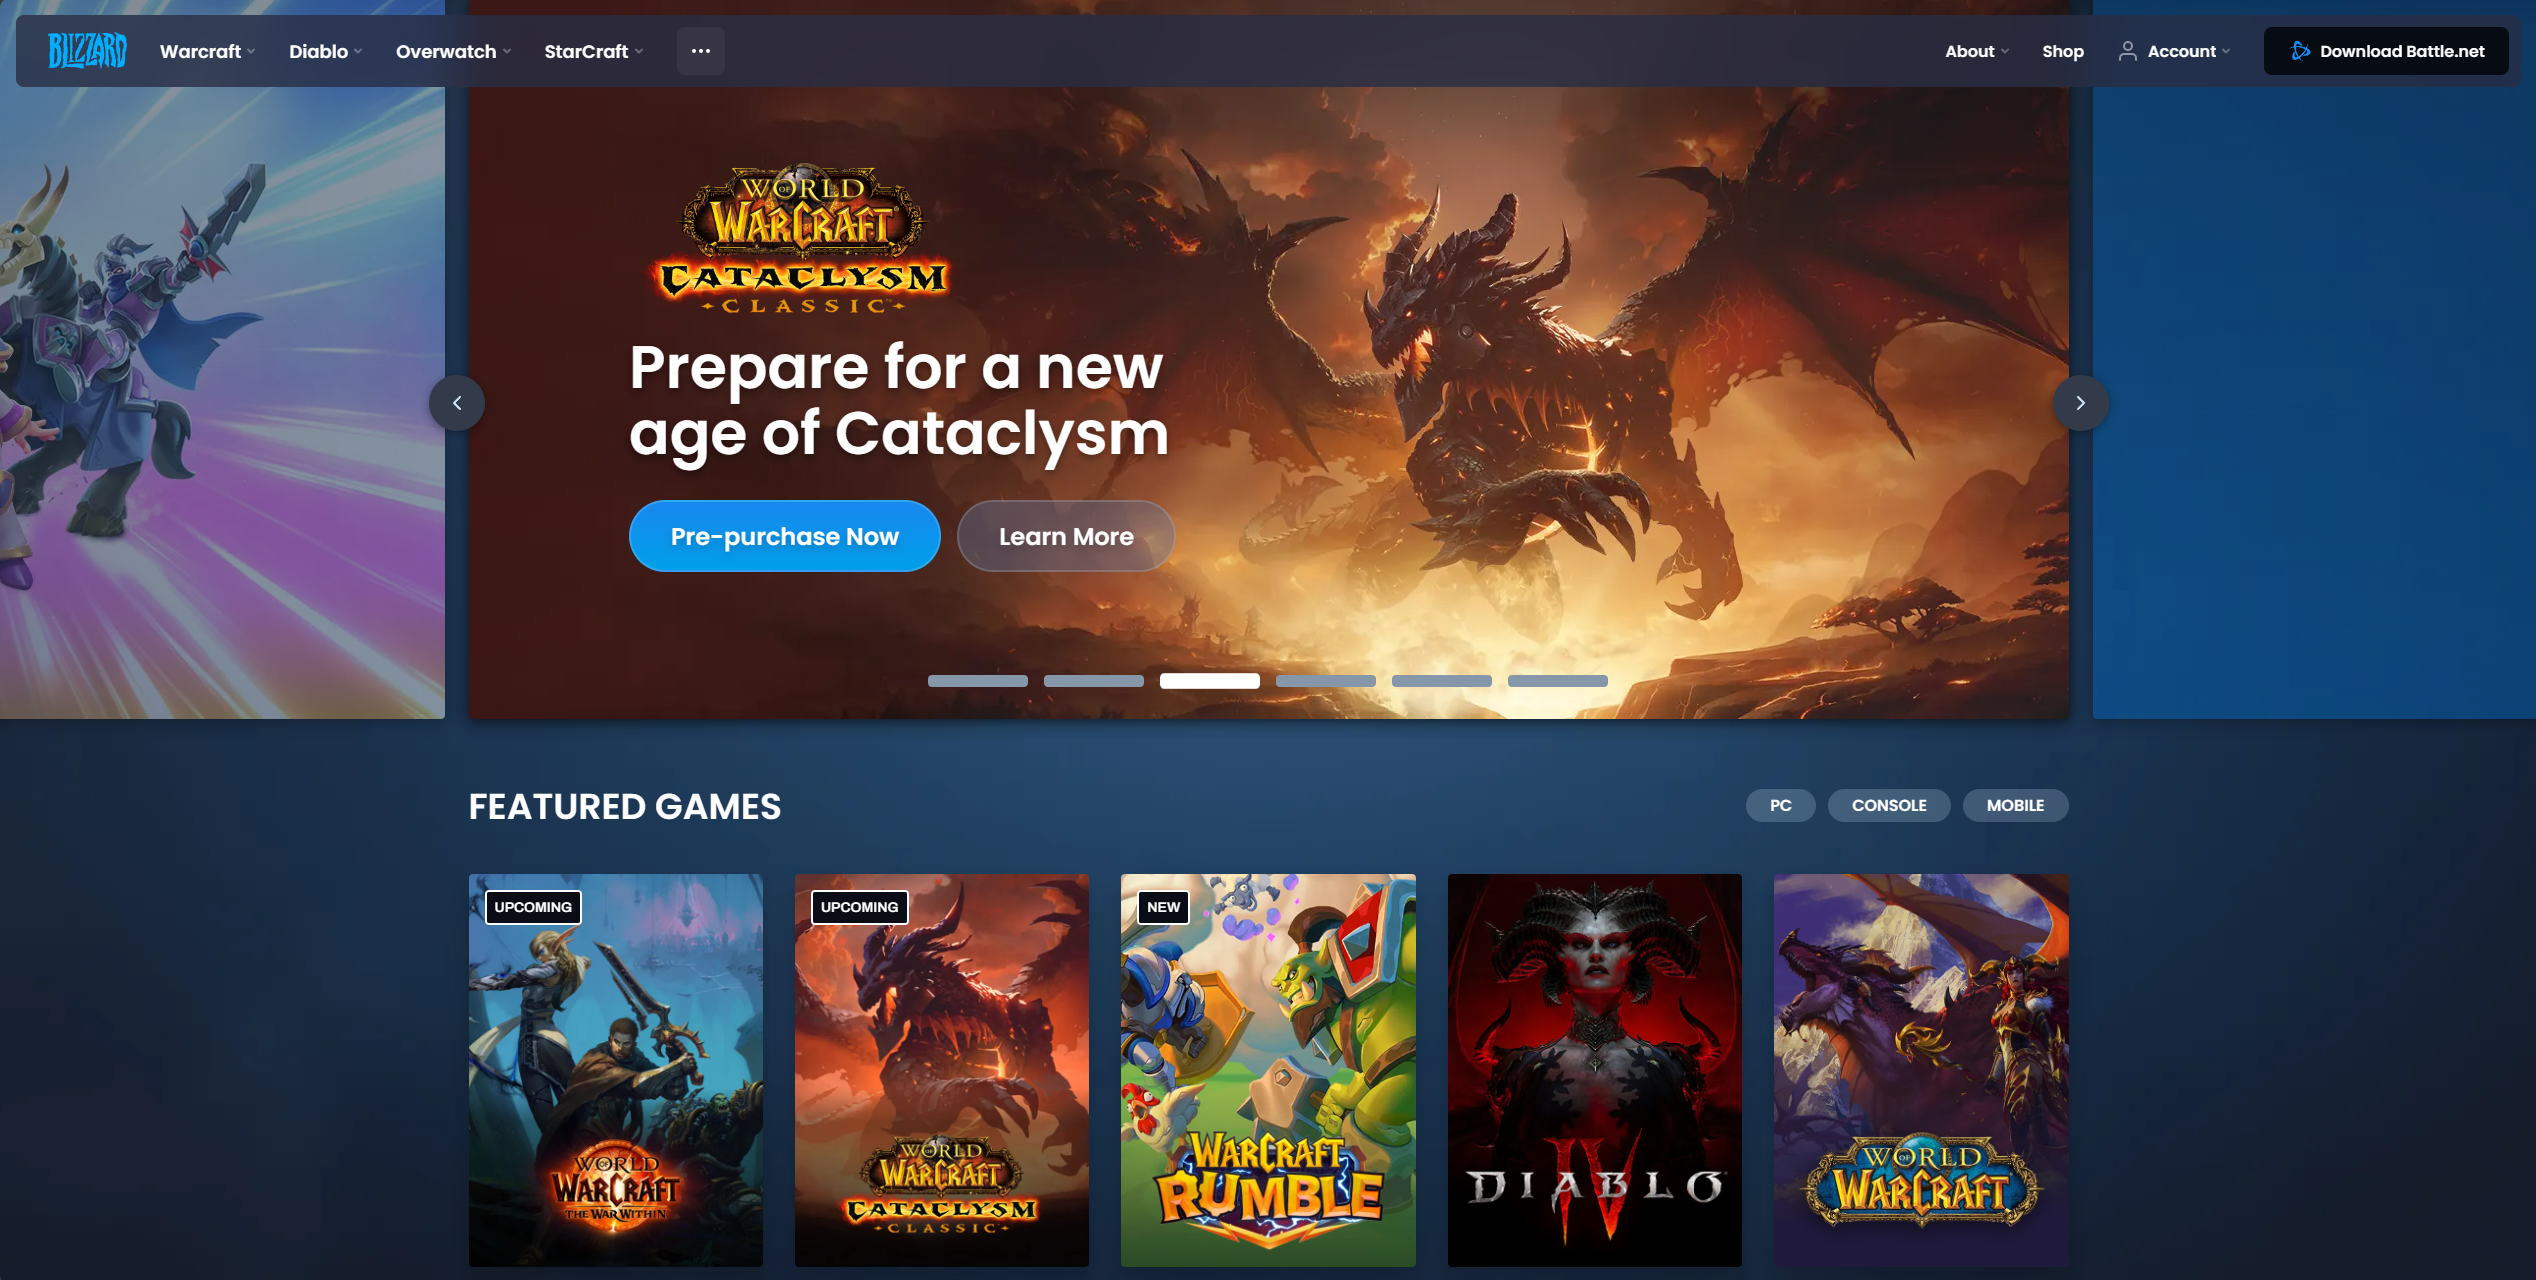 BLIZZARD
Warcraft
Diablo
Overwatch
StarCraft
About
Shop
Account
Download Battle.net
WORLD
OF
WARCRAFT
CATACLYSM
CLASSIC
Prepare for a new
age of Cataclysm
Pre-purchase Now
Learn More
FEATURED GAMES
PC
CONSOLE
MOBILE
UPCOMING
WORLD
OF
WARCRAFT
THE WAR WITHIN
UPCOMING
WORLD
OF
WARCRAFT
CATACLYSM
CLASSIC
NEW
WARCRAFT
RUMBLE
DIABLO
IV
WORLD
OF
WARCRAFT